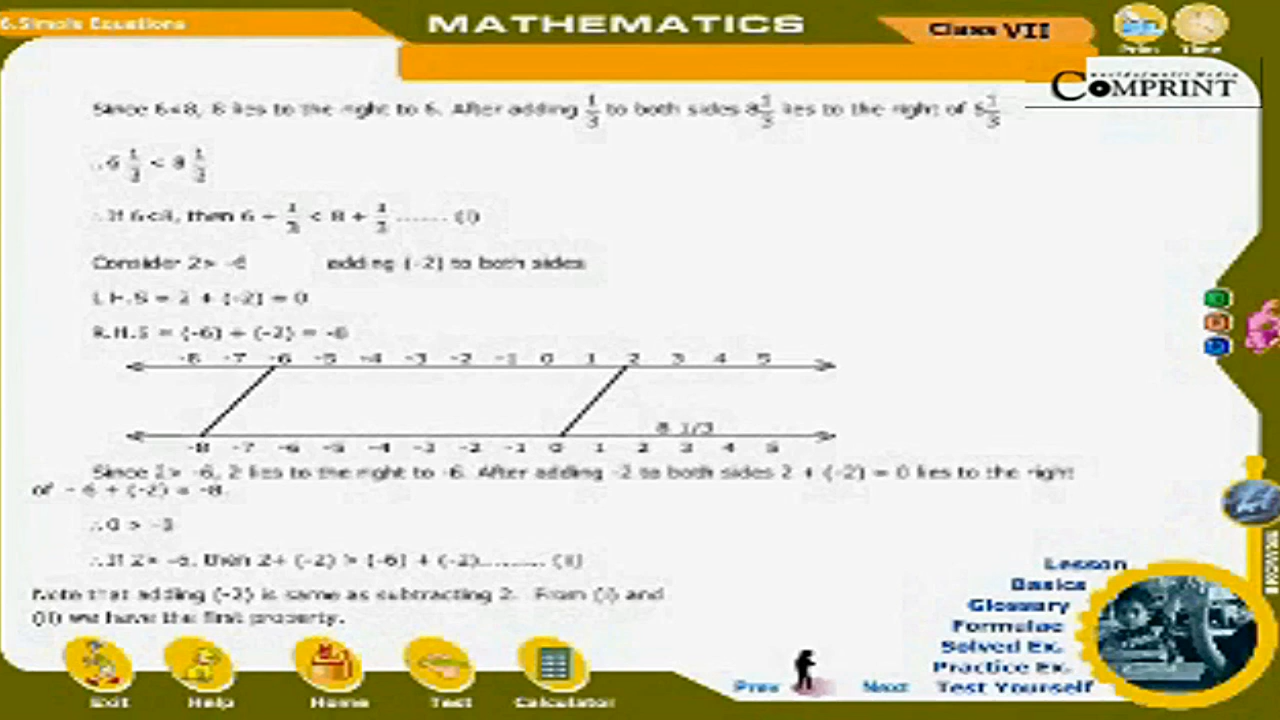 6.Simple Equations
MATHEMATICS
Class VII
Print
Time
COMPRINT
Since 6<8, 8 lies to the right to 6. After adding 1/3 to both sides 8 1/3 lies to the right of 6 1/3.
∴6 1/3 < 8 1/3
∴If 6<8, then 6 + 1/3 < 8 + 1/3 ....... (i)
Consider 2> -6 adding (-2) to both sides
L.H.S = 2 + (-2) = 0
R.H.S = (-6) + (-2) = -8
-8 -7 -6 -5 -4 -3 -2 -1 0 1 2 3 4 5
8 1/3
-8 -7 -6 -5 -4 -3 -2 -1 0 1 2 3 4 5
Since 2> -6, 2 lies to the right to -6. After adding -2 to both sides 2 + (-2) = 0 lies to the right
of - 6 + (-2) = -8.
∴0 > -8
∴If 2> -6, then 2+ (-2) > (-6) + (-2).......... (ii)
Note that adding (-2) is same as subtracting 2. From (i) and
(ii) we have the first property.
Lesson
Basics
Glossary
Formulae
Solved Ex.
Practice Ex.
Test Yourself
Prev
Next
Exit
Help
Home
Test
Calculator